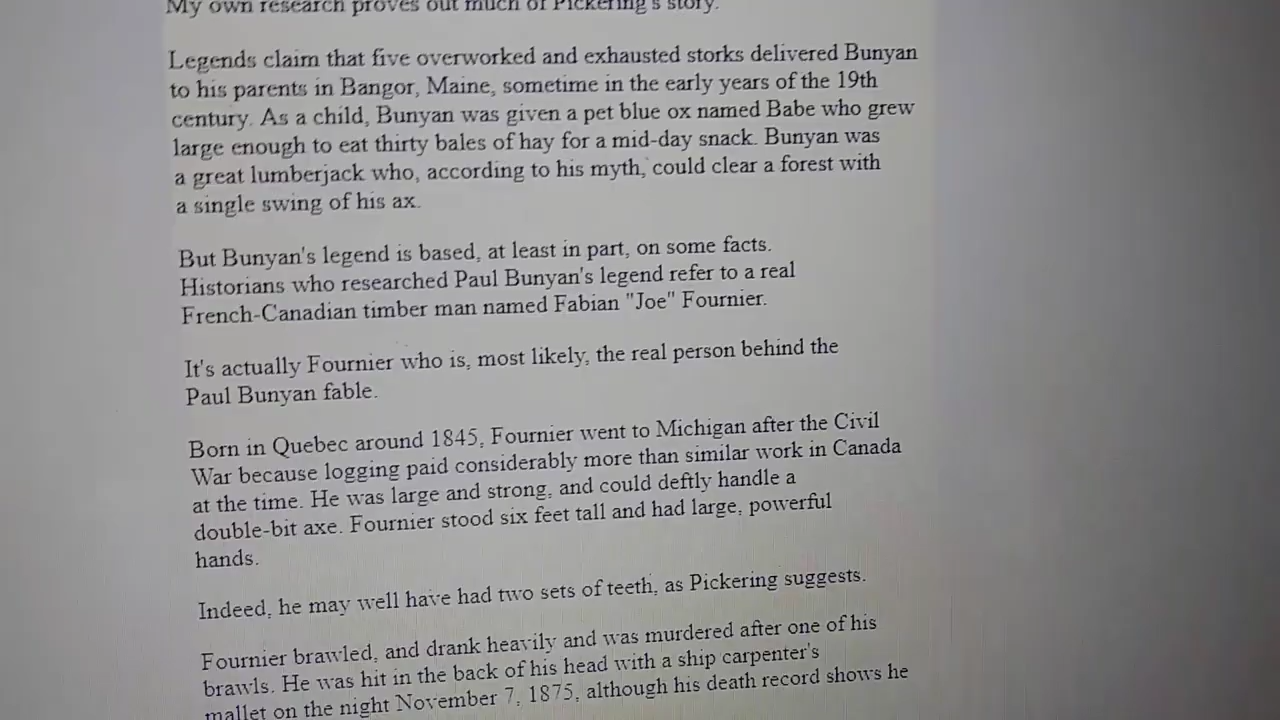 My own research proves out much of Pickering's story.
Legends claim that five overworked and exhausted storks delivered Bunyan
to his parents in Bangor, Maine, sometime in the early years of the 19th
century. As a child, Bunyan was given a pet blue ox named Babe who grew
large enough to eat thirty bales of hay for a mid-day snack. Bunyan was
a great lumberjack who, according to his myth, could clear a forest with
a single swing of his ax.
But Bunyan's legend is based, at least in part, on some facts.
Historians who researched Paul Bunyan's legend refer to a real
French-Canadian timber man named Fabian "Joe" Fournier.
It's actually Fournier who is, most likely, the real person behind the
Paul Bunyan fable.
Born in Quebec around 1845, Fournier went to Michigan after the Civil
War because logging paid considerably more than similar work in Canada
at the time. He was large and strong, and could deftly handle a
double-bit axe. Fournier stood six feet tall and had large, powerful
hands.
Indeed, he may well have had two sets of teeth, as Pickering suggests.
Fournier brawled, and drank heavily and was murdered after one of his
brawls. He was hit in the back of his head with a ship carpenter's
mallet on the night November 7, 1875, although his death record shows he